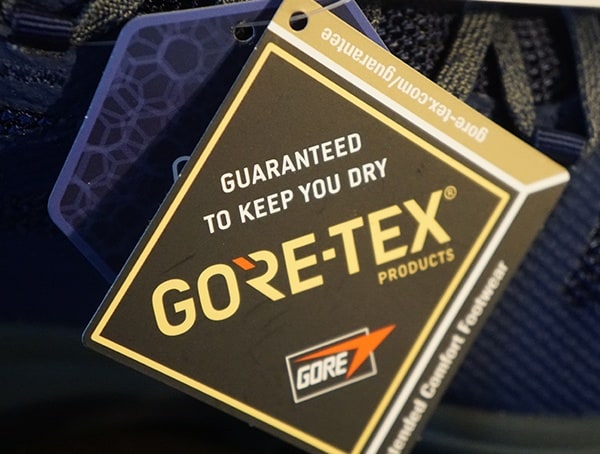 gore-tex.com/guarantee
GUARANTEED
TO KEEP YOU DRY
GORE-TEX®
PRODUCTS
GORE
Comfort Footwear